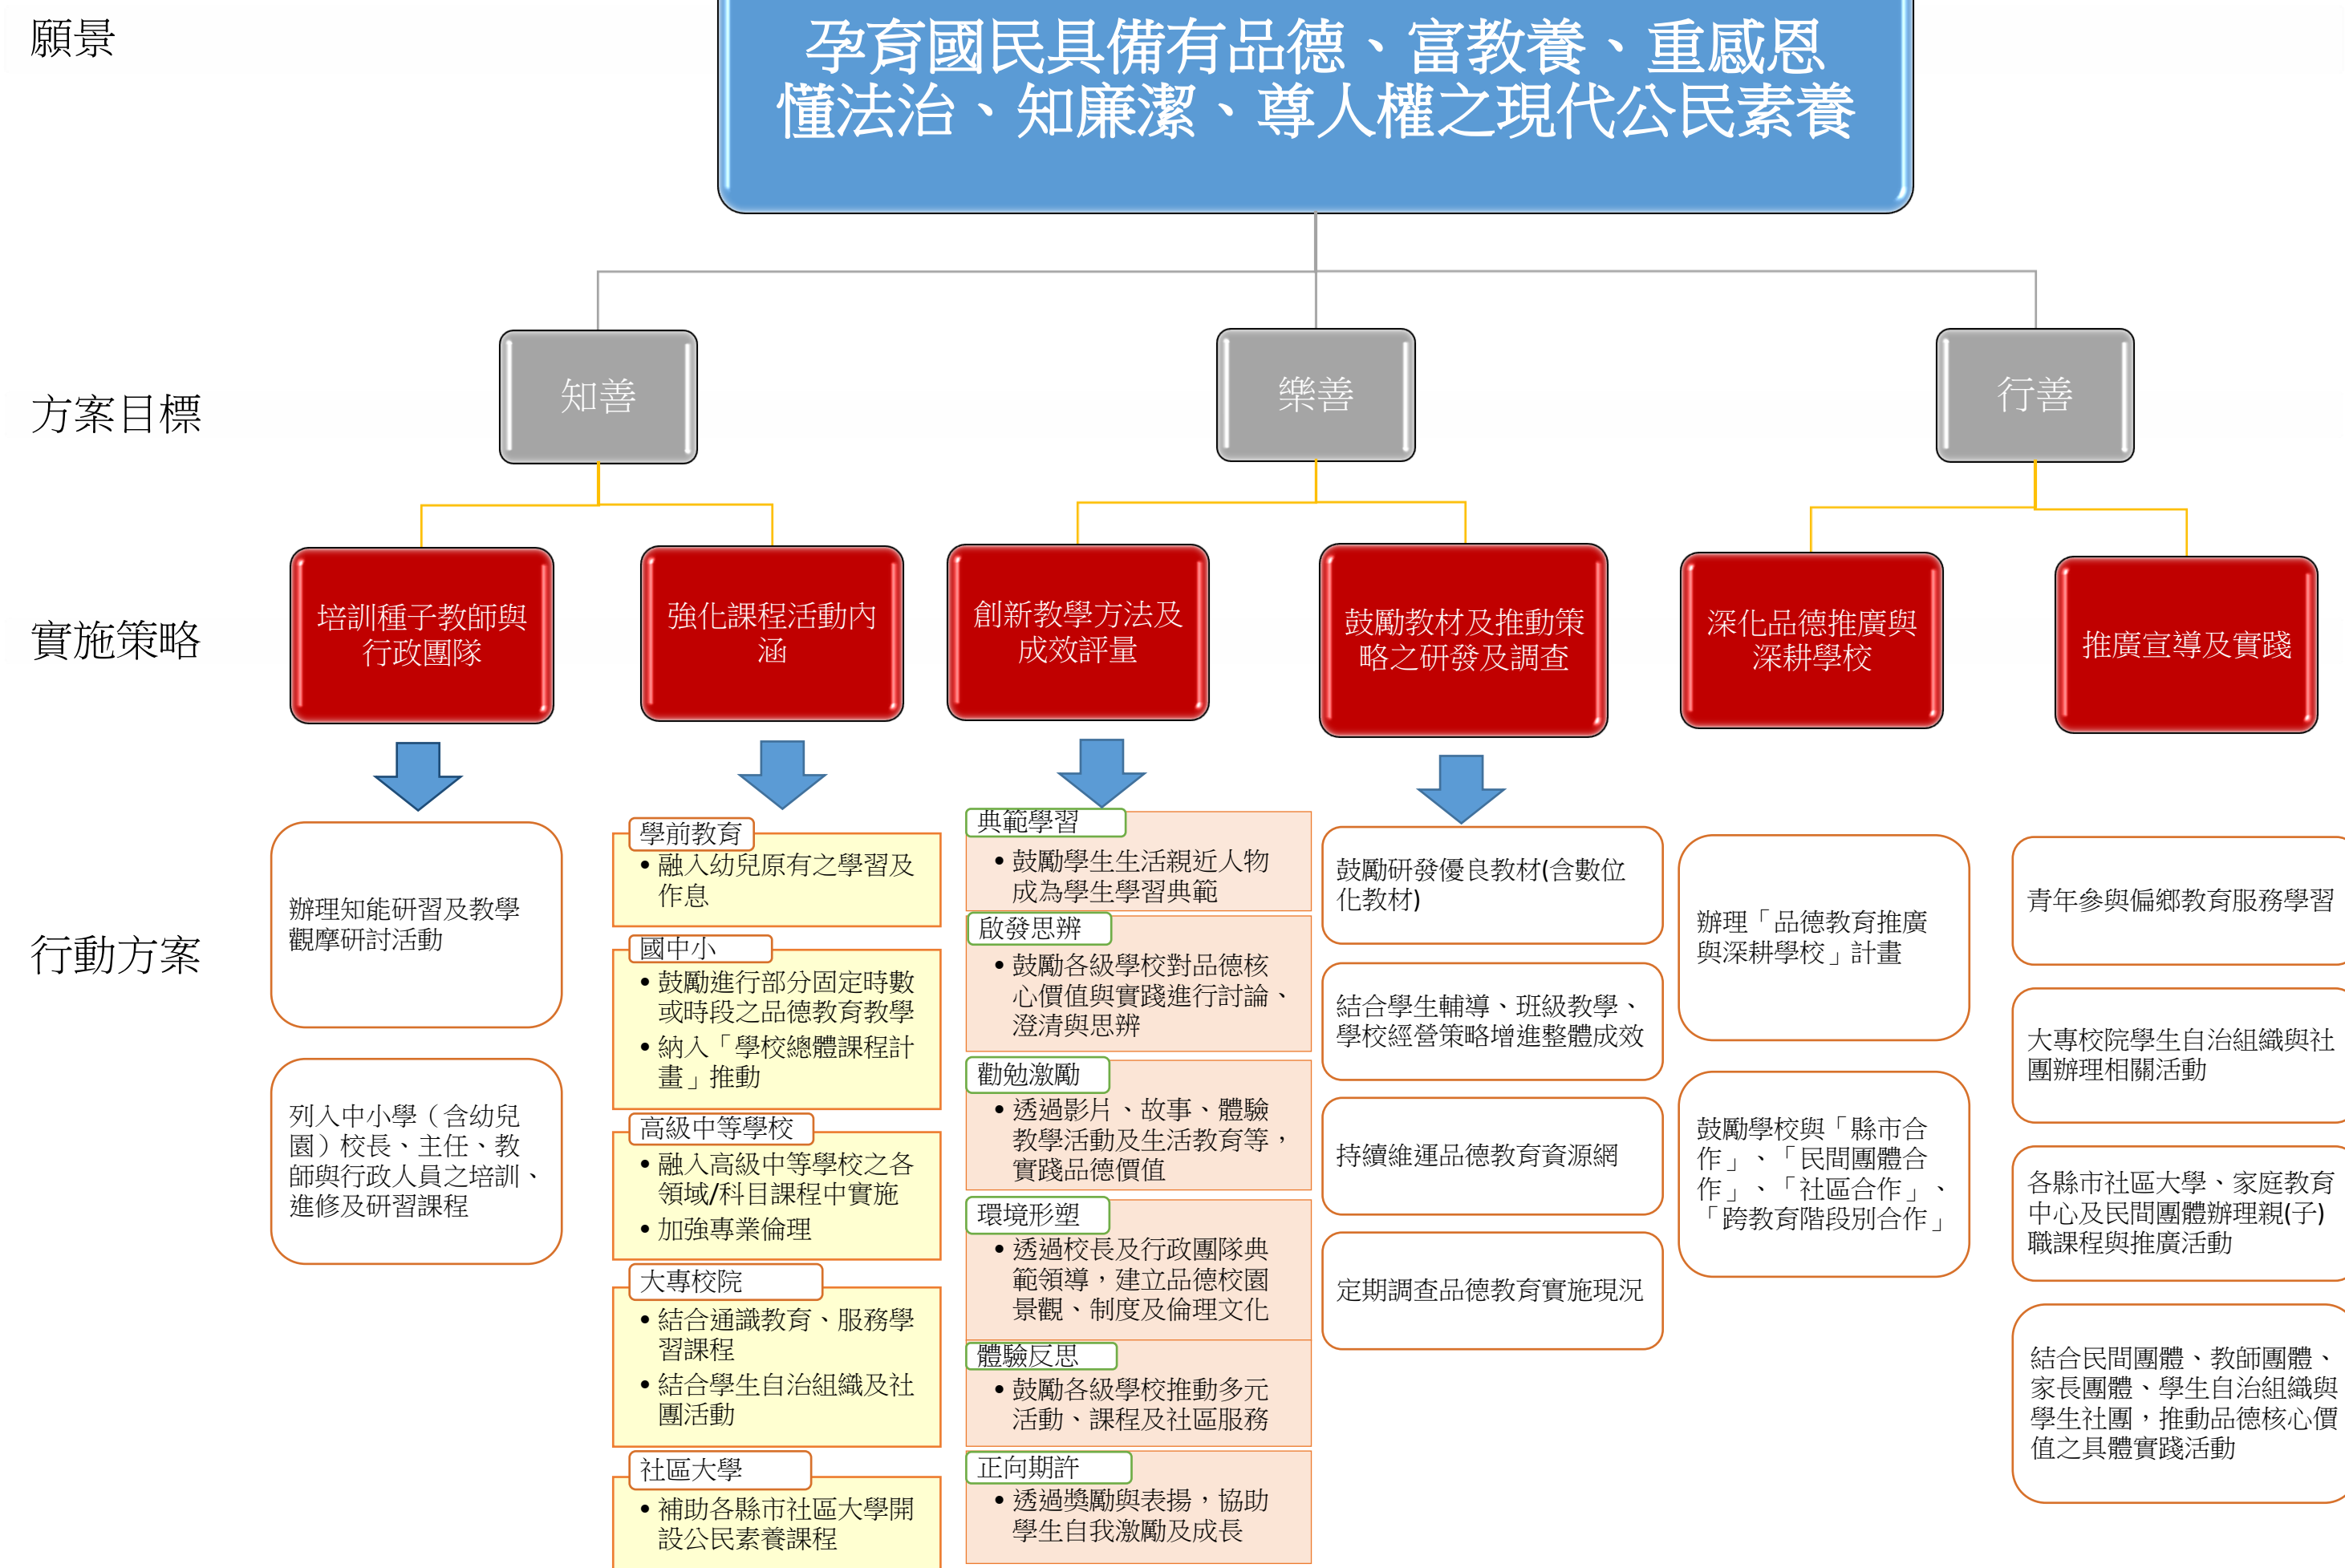 願景
孕育國民具備有品德、富教養、重感恩
懂法治、知廉潔、尊人權之現代公民素養
方案目標
知善
樂善
行善
實施策略
培訓種子教師與
行政團隊
強化課程活動內
涵
創新教學方法及
成效評量
鼓勵教材及推動策
略之研發及調查
深化品德推廣與
深耕學校
推廣宣導及實踐
行動方案
辦理知能研習及教學
觀摩研討活動
列入中小學（含幼兒
園）校長、主任、教
師與行政人員之培訓、
進修及研習課程
學前教育
• 融入幼兒原有之學習及
作息
國中小
• 鼓勵進行部分固定時數
或時段之品德教育教學
• 納入「學校總體課程計
畫」推動
高級中等學校
• 融入高級中等學校之各
領域/科目課程中實施
• 加強專業倫理
大專校院
• 結合通識教育、服務學
習課程
• 結合學生自治組織及社
團活動
社區大學
• 補助各縣市社區大學開
設公民素養課程
典範學習
• 鼓勵學生生活親近人物
成為學生學習典範
啟發思辨
• 鼓勵各級學校對品德核
心價值與實踐進行討論、
澄清與思辨
勸勉激勵
• 透過影片、故事、體驗
教學活動及生活教育等，
實踐品德價值
環境形塑
• 透過校長及行政團隊典
範領導，建立品德校園
景觀、制度及倫理文化
體驗反思
• 鼓勵各級學校推動多元
活動、課程及社區服務
正向期許
• 透過獎勵與表揚，協助
學生自我激勵及成長
鼓勵研發優良教材(含數位
化教材)
結合學生輔導、班級教學、
學校經營策略增進整體成效
持續維運品德教育資源網
定期調查品德教育實施現況
辦理「品德教育推廣
與深耕學校」計畫
鼓勵學校與「縣市合
作」、「民間團體合
作」、「社區合作」、
「跨教育階段別合作」
青年參與偏鄉教育服務學習
大專校院學生自治組織與社
團辦理相關活動
各縣市社區大學、家庭教育
中心及民間團體辦理親(子)
職課程與推廣活動
結合民間團體、教師團體、
家長團體、學生自治組織與
學生社團，推動品德核心價
值之具體實踐活動